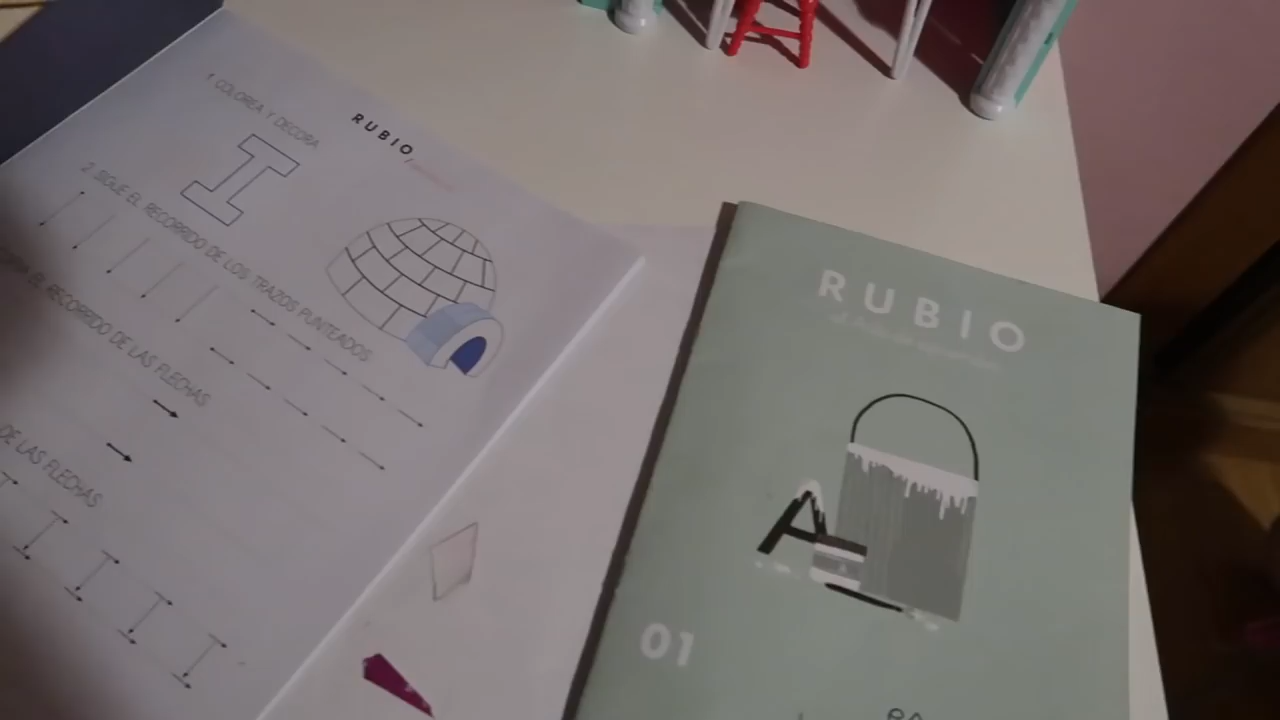 1. COLOREA Y DECORA
RUBIO
I
2. SIGUE EL RECORRIDO DE LOS TRAZOS PUNTEADOS
EL RECORRIDO DE LAS FLECHAS
DE LAS FLECHAS
RUBIO
A
01